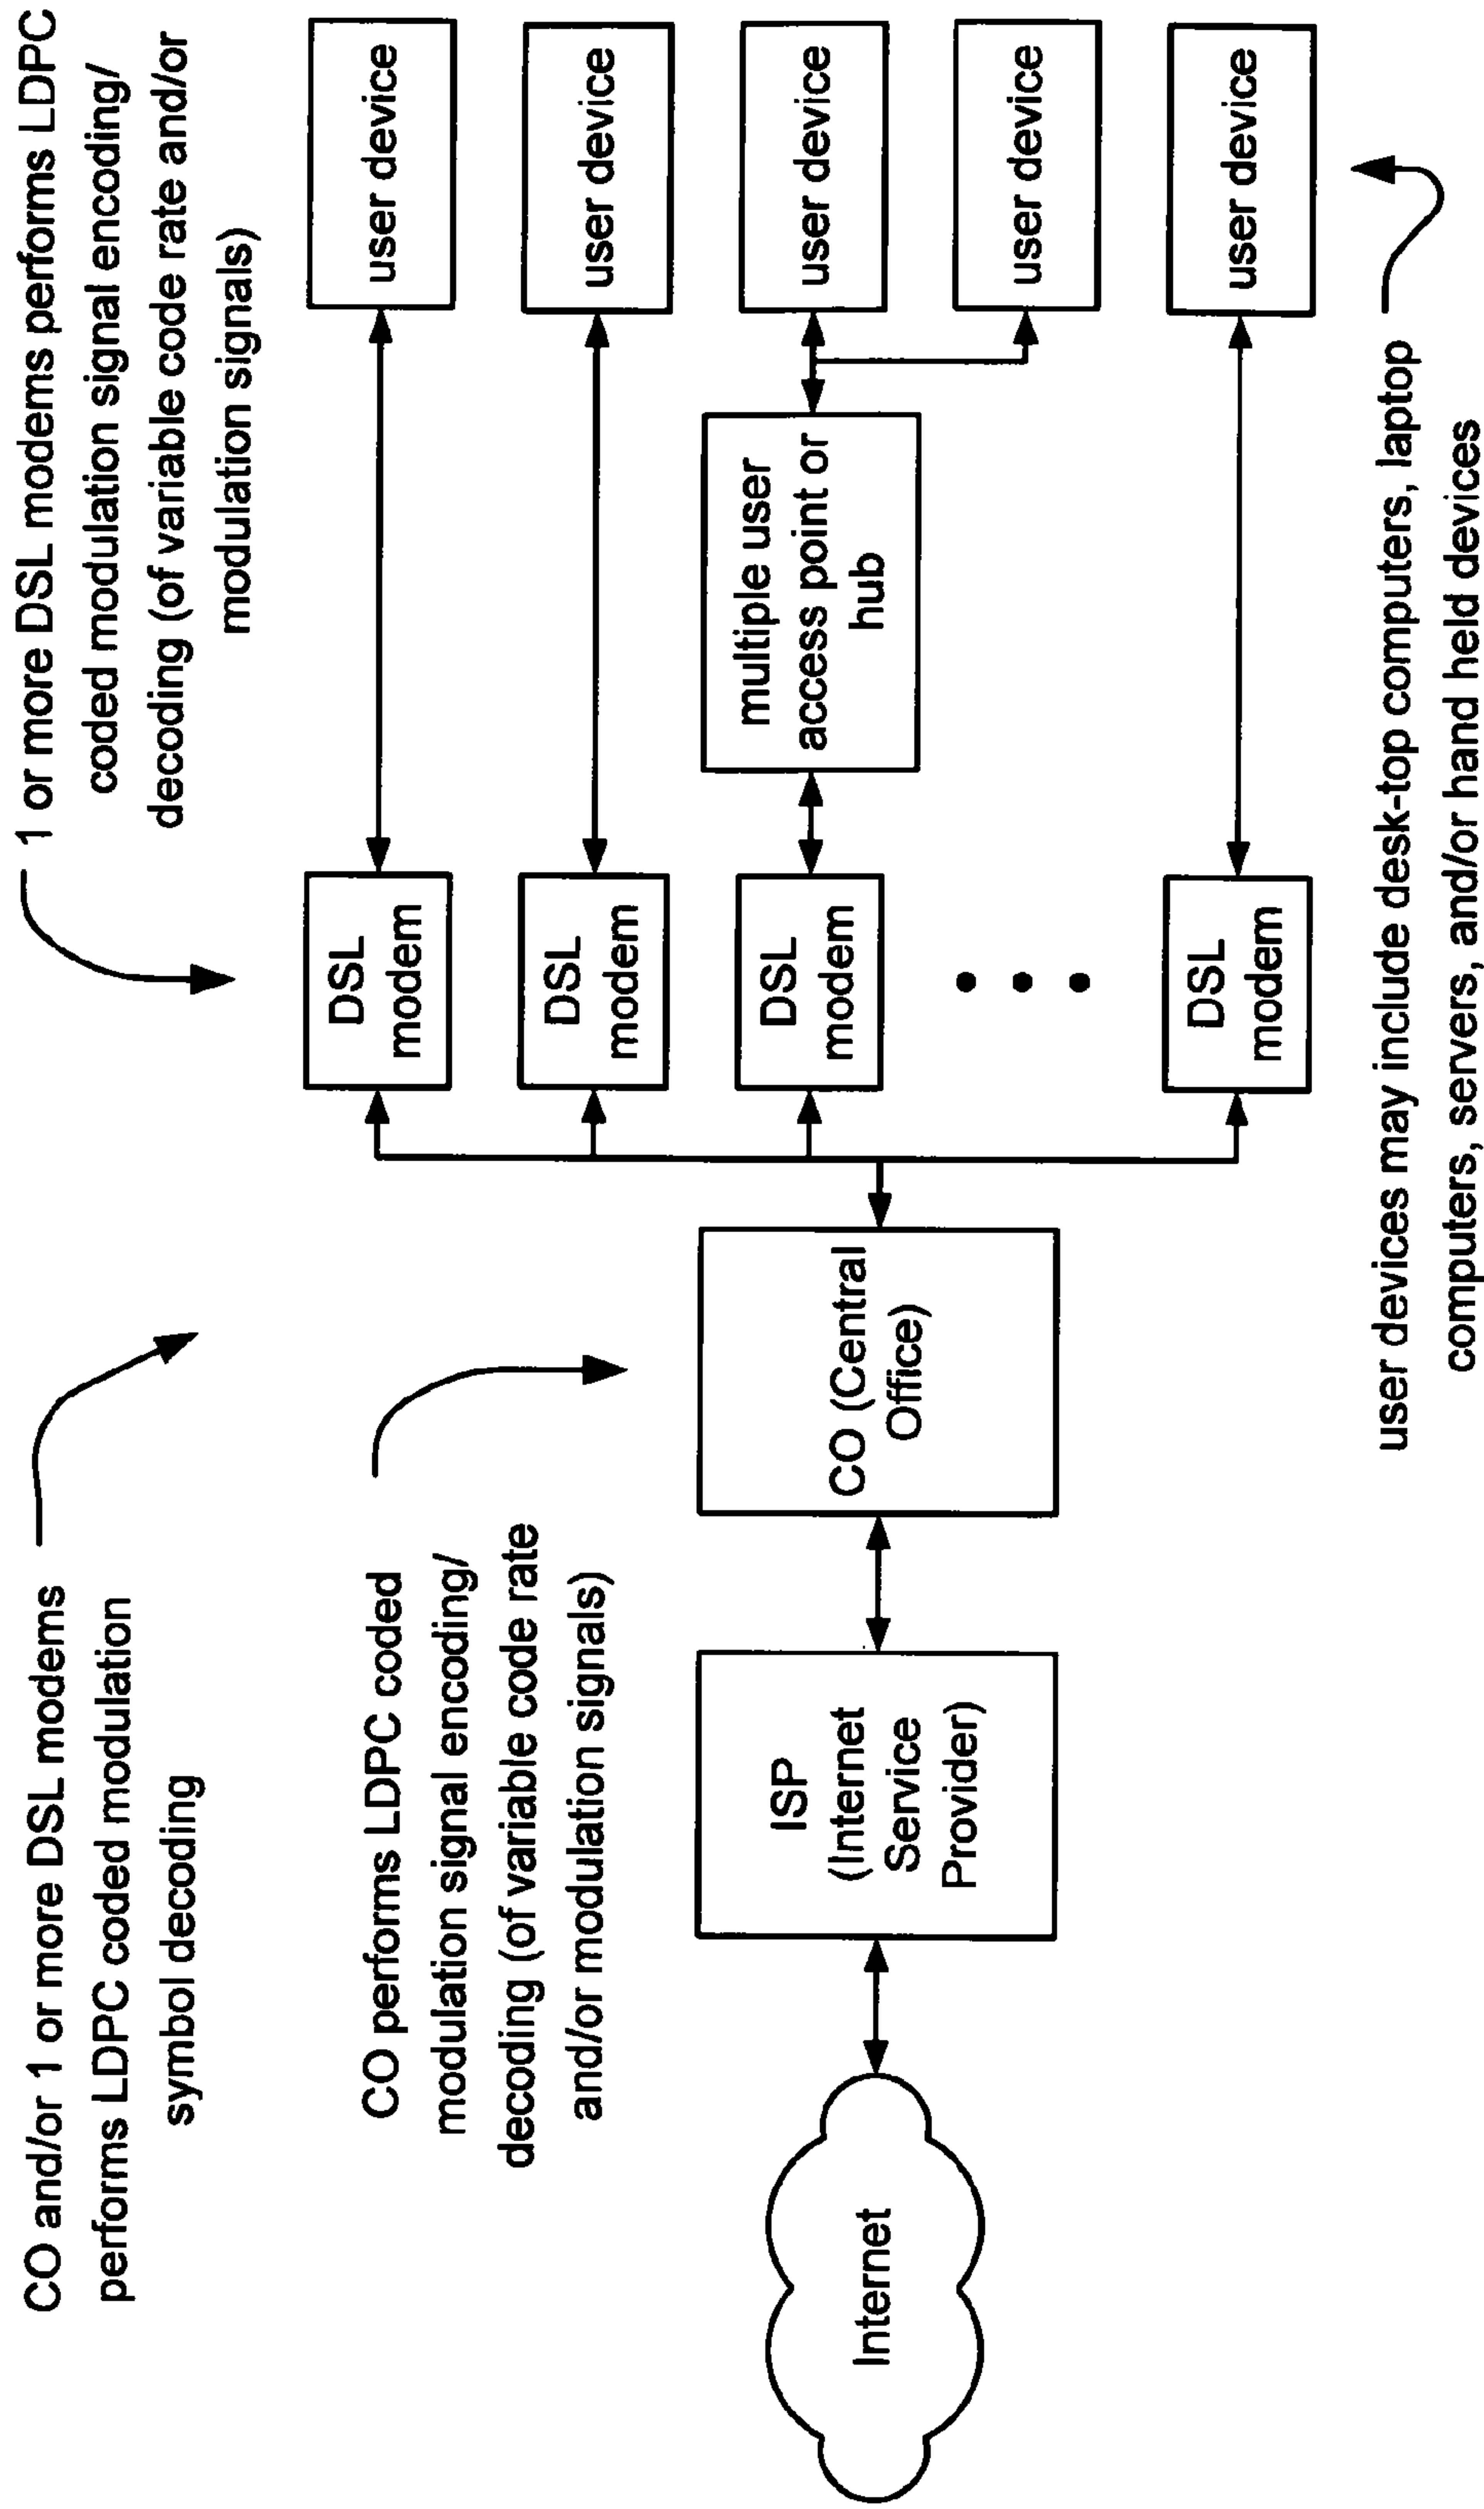 CO and/or 1 or more DSL modems
performs LDPC coded modulation
symbol decoding
1 or more DSL modems performs LDPC
coded modulation signal encoding/
decoding (of variable code rate and/or
modulation signals)
CO performs LDPC coded
modulation signal encoding/
decoding (of variable code rate
and/or modulation signals)
Internet
ISP
(Internet
Service
Provider)
CO (Central
Office)
DSL
modem
user device
DSL
modem
user device
DSL
modem
multiple user
access point or
hub
user device
user device
DSL
modem
user device
user devices may include desk-top computers, laptop
computers, servers, and/or hand held devices